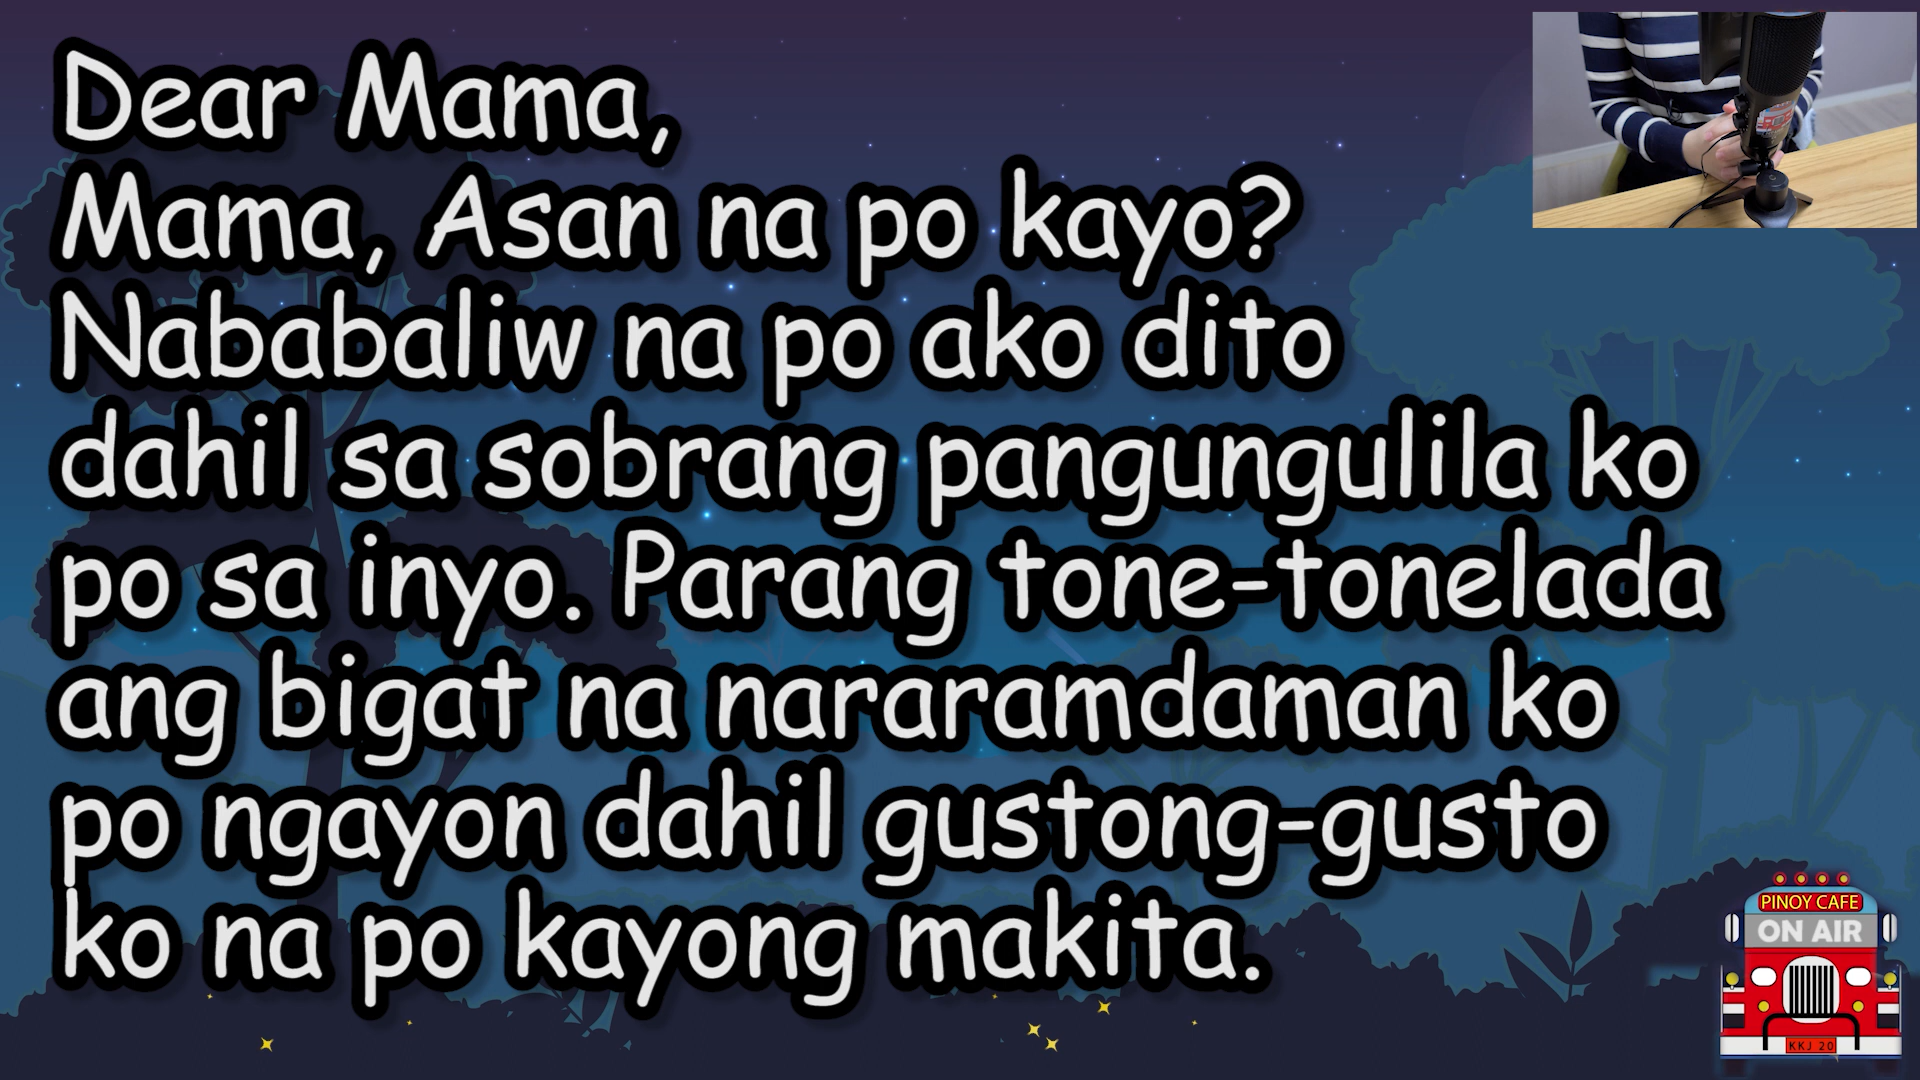 Dear Mama,
Mama, Asan na po kayo?
Nababaliw na po ako dito
dahil sa sobrang pangungulila ko
po sa inyo. Parang tone-tonelada
ang bigat na nararamdaman ko
po ngayon dahil gustong-gusto
ko na po kayong makita.
PINOY CAFE
ON AIR
KKJ 20